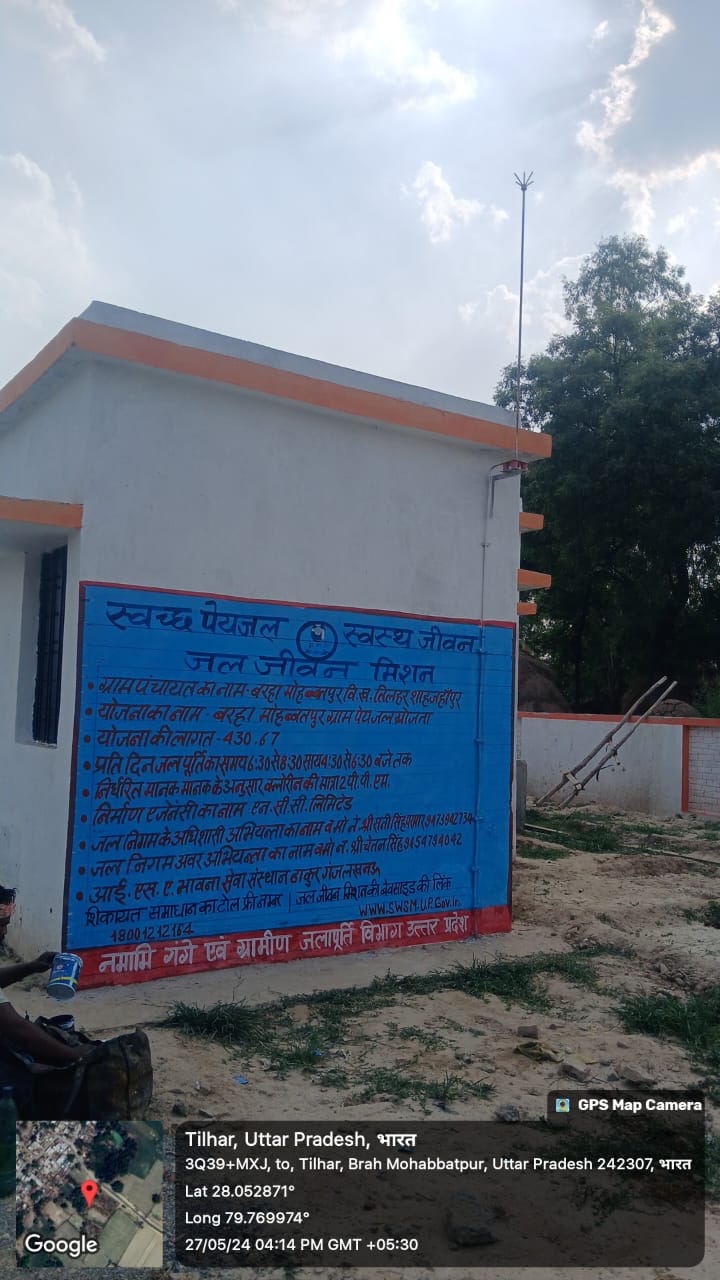 स्वच्छ पेयजल स्वस्थ जीवन
जल जीवन मिशन
• ग्राम पंचायत का नाम- बरहा मोहब्बतपुर वि.ख. तिलहर शाहजहाँपुर
• योजना का नाम- बरहा मोहब्बतपुर ग्राम पेयजल योजना
• योजना की लागत - 430.67
• प्रति दिन जल पूर्ति का समय 6:30 से 8:30 सायं 4:30 से 6:30 बजे तक
• निर्धारित मानक मानक के अनुसार क्लोरीन की मात्रा 2 पी.पी.एम.
• निर्माण एजेंसी का नाम एन.सी.सी. लिमिटेड
• जल निगम के अधिशासी अभियन्ता का नाम व मो नं. श्री
• जल निगम अवर अभियन्ता का नाम व मो नं. श्री चेतन सिंह 9454794042
• आई.एस.ए. भावना सेवा संस्थान ठाकुर गंज लखनऊ
शिकायत समाधान का टोल फ्री नम्बर | जल जीवन मिशन की वेबसाइड की लिंक
18001212164 WWW.SWSM.UP.Gov.in
नमामि गंगे एवं ग्रामीण जलापूर्ति विभाग उत्तर प्रदेश
GPS Map Camera
Tilhar, Uttar Pradesh, भारत
3Q39+MXJ, to, Tilhar, Brah Mohabbatpur, Uttar Pradesh 242307, भारत
Lat 28.052871°
Long 79.769974°
27/05/24 04:14 PM GMT +05:30
Google